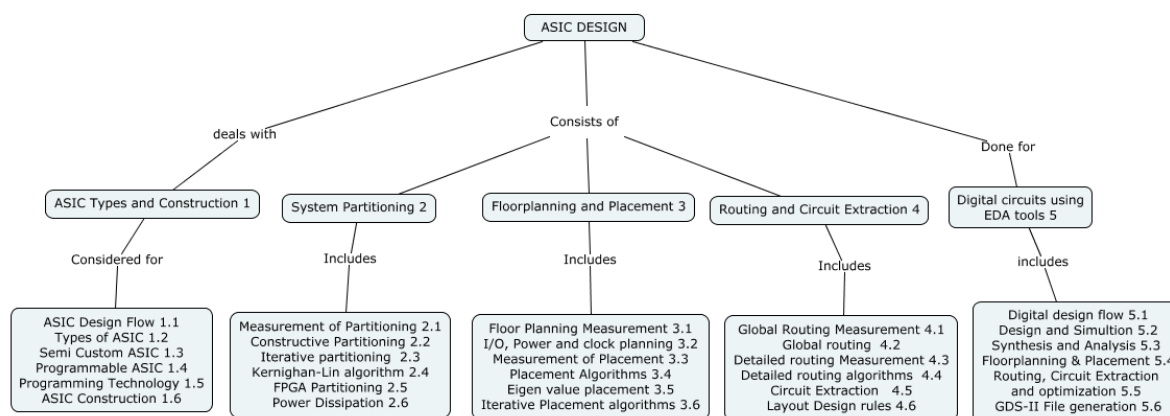 ASIC DESIGN
deals with
Consists of
Done for
ASIC Types and Construction 1
System Partitioning 2
Floorplanning and Placement 3
Routing and Circuit Extraction 4
Digital circuits using
EDA tools 5
Considered for
Includes
Includes
Includes
includes
ASIC Design Flow 1.1
Types of ASIC 1.2
Semi Custom ASIC 1.3
Programmable ASIC 1.4
Programming Technology 1.5
ASIC Construction 1.6
Measurement of Partitioning 2.1
Constructive Partitioning 2.2
Iterative partitioning 2.3
Kernighan-Lin algorithm 2.4
FPGA Partitioning 2.5
Power Dissipation 2.6
Floor Planning Measurement 3.1
I/O, Power and clock planning 3.2
Measurement of Placement 3.3
Placement Algorithms 3.4
Eigen value placement 3.5
Iterative Placement algorithms 3.6
Global Routing Measurement 4.1
Global routing 4.2
Detailed routing Measurement 4.3
Detailed routing algorithms 4.4
Circuit Extraction 4.5
Layout Design rules 4.6
Digital design flow 5.1
Design and Simultion 5.2
Synthesis and Analysis 5.3
Floorplanning & Placement 5.4
Routing, Circuit Extraction
and optimization 5.5
GDS-II File generation 5.6